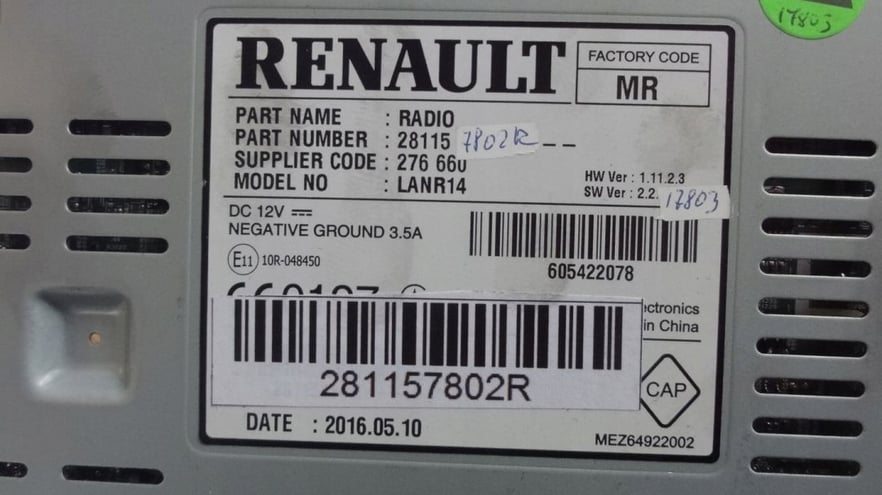 17803
RENAULT
FACTORY CODE
MR
PART NAME : RADIO
PART NUMBER : 28115 7802R --
SUPPLIER CODE : 276 660
MODEL NO : LANR14
HW Ver : 1.11.2.3
SW Ver : 2.2. 17803
DC 12V
NEGATIVE GROUND 3.5A
605422078
E11 10R-048450
ctronics
in China
281157802R
CAP
DATE : 2016.05.10
MEZ64922002